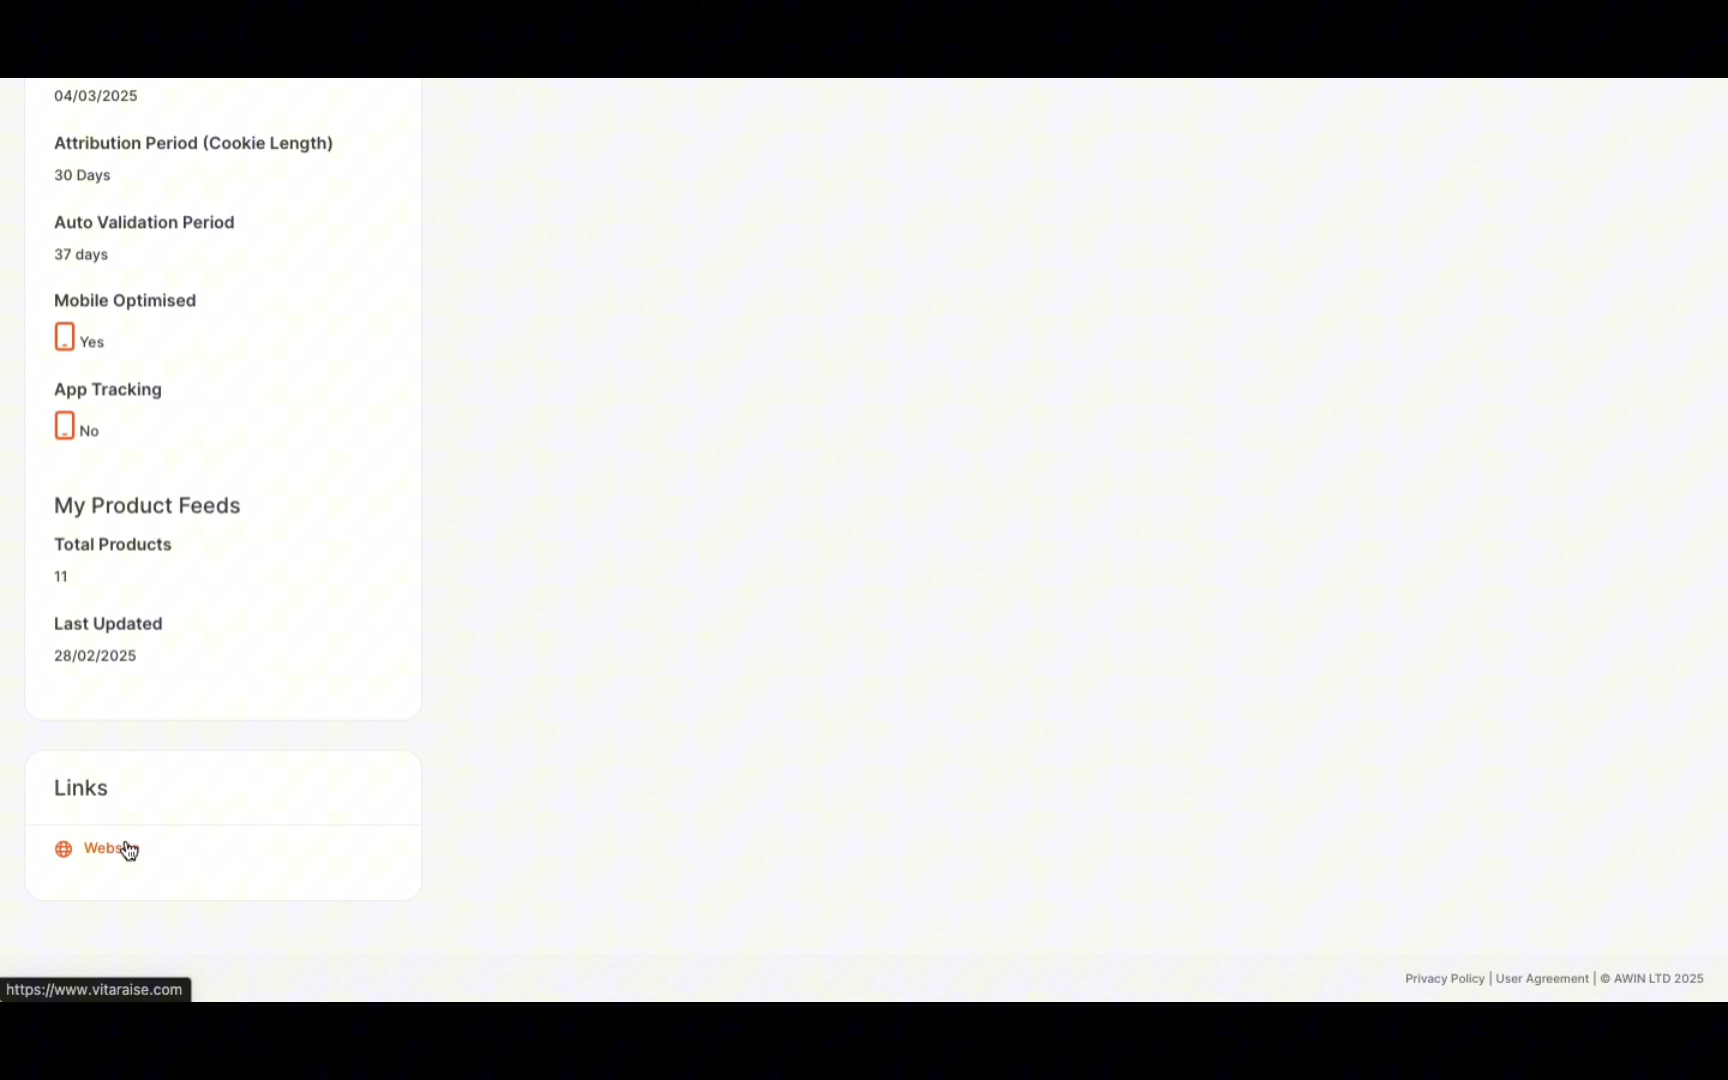 04/03/2025
Attribution Period (Cookie Length)
30 Days
Auto Validation Period
37 days
Mobile Optimised
Yes
App Tracking
No
My Product Feeds
Total Products
11
Last Updated
28/02/2025
Links
https://www.vitaraise.com
Privacy Policy | User Agreement | © AWIN LTD 2025